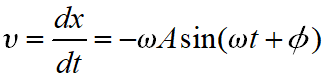 υ = dx/dt = −ωA sin(ωt + ϕ)